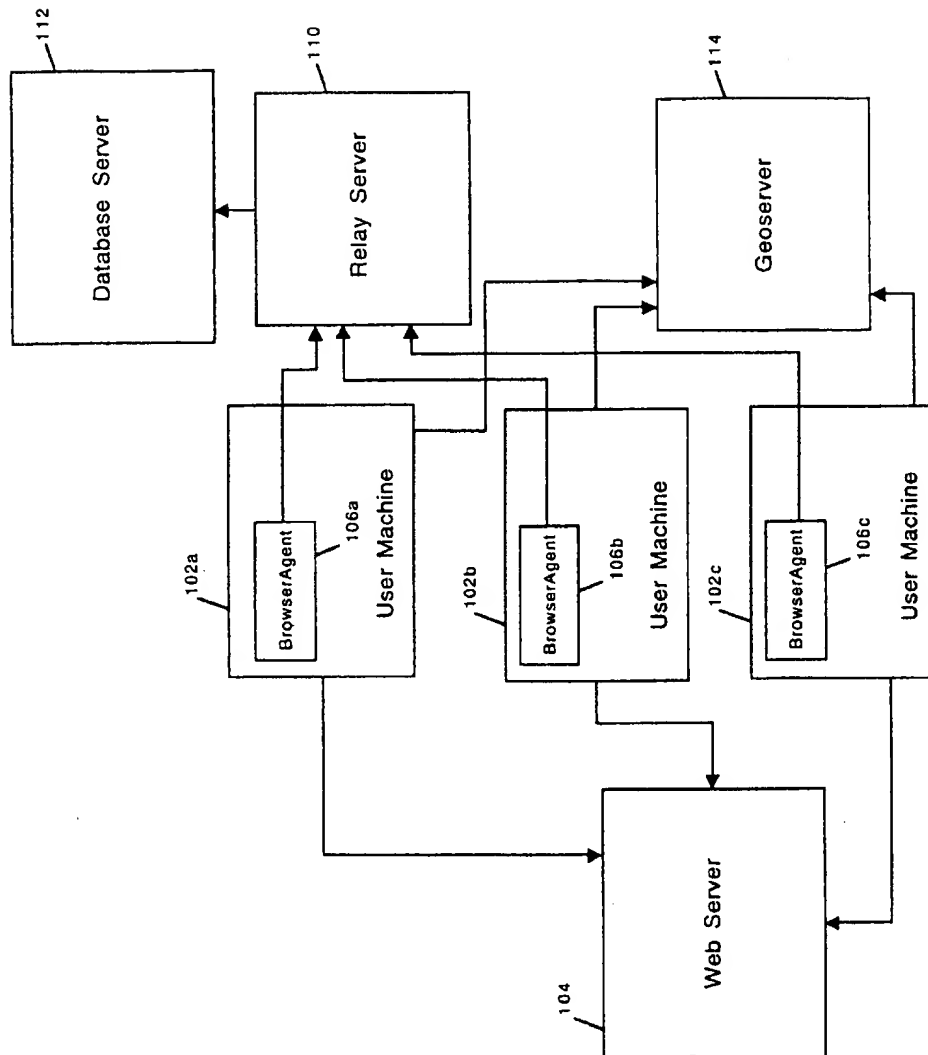 112
Database Server
110
Relay Server
114
Geoserver
102a
BrowserAgent
106a
User Machine
102b
BrowserAgent
106b
User Machine
102c
BrowserAgent
106c
User Machine
104
Web Server